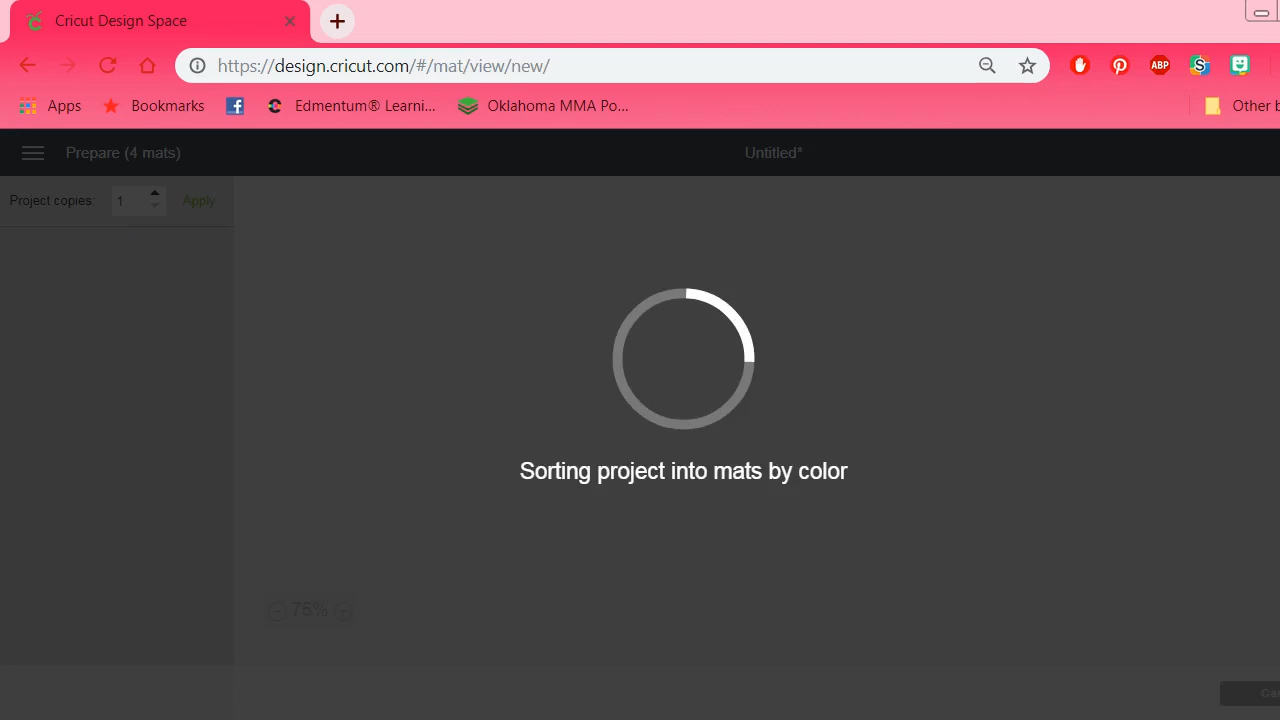 Cricut Design Space
https://design.cricut.com/#/mat/view/new/
ABP
S
Apps
Bookmarks
Edmentum® Learni...
Oklahoma MMA Po...
Other b
Prepare (4 mats)
Untitled*
Project copies:
1
Apply
Sorting project into mats by color
75%